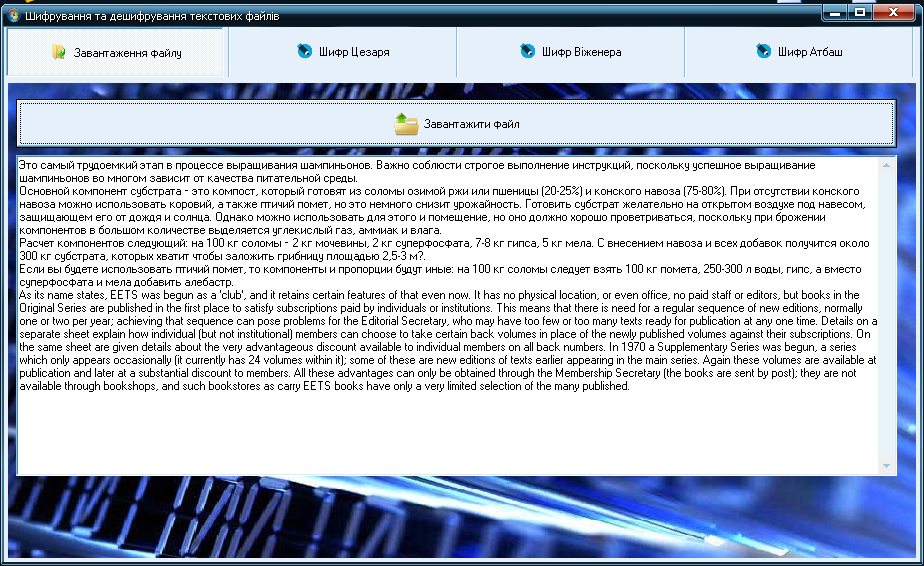 Шифрування та дешифрування текстових файлів
Завантаження файлу
Шифр Цезаря
Шифр Віженера
Шифр Атбаш
Завантажити файл
Это самый трудоемкий этап в процессе выращивания шампиньонов. Важно соблюсти строгое выполнение инструкций, поскольку успешное выращивание
шампиньонов во многом зависит от качества питательной среды.
Основной компонент субстрата - это компост, который готовят из соломы озимой ржи или пшеницы (20-25%) и конского навоза (75-80%). При отсутствии конского
навоза можно использовать коровий, а также птичий помет, но это немного снизит урожайность. Готовить субстрат желательно на открытом воздухе под навесом,
защищающем его от дождя и солнца. Однако можно использовать для этого и помещение, но оно должно хорошо проветриваться, поскольку при брожении
компонентов в большом количестве выделяется углекислый газ, аммиак и влага.
Расчет компонентов следующий: на 100 кг соломы - 2 кг мочевины, 2 кг суперфосфата, 7-8 кг гипса, 5 кг мела. С внесением навоза и всех добавок получится около
300 кг субстрата, которых хватит чтобы заложить грибницу площадью 2,5-3 м?.
Если вы будете использовать птичий помет, то компоненты и пропорции будут иные: на 100 кг соломы следует взять 100 кг помета, 250-300 л воды, гипс, а вместо
суперфосфата и мела добавить алебастр.
As its name states, EETS was begun as a 'club', and it retains certain features of that even now. It has no physical location, or even office, no paid staff or editors, but books in the
Original Series are published in the first place to satisfy subscriptions paid by individuals or institutions. This means that there is need for a regular sequence of new editions, normally
one or two per year; achieving that sequence can pose problems for the Editorial Secretary, who may have too few or too many texts ready for publication at any one time. Details on a
separate sheet explain how individual (but not institutional) members can choose to take certain back volumes in place of the newly published volumes against their subscriptions. On
the same sheet are given details about the very advantageous discount available to individual members on all back numbers. In 1970 a Supplementary Series was begun, a series
which only appears occasionally (it currently has 24 volumes within it); some of these are new editions of texts earlier appearing in the main series. Again these volumes are available at
publication and later at a substantial discount to members. All these advantages can only be obtained through the Membership Secretary (the books are sent by post); they are not
available through bookshops, and such bookstores as carry EETS books have only a very limited selection of the many published.